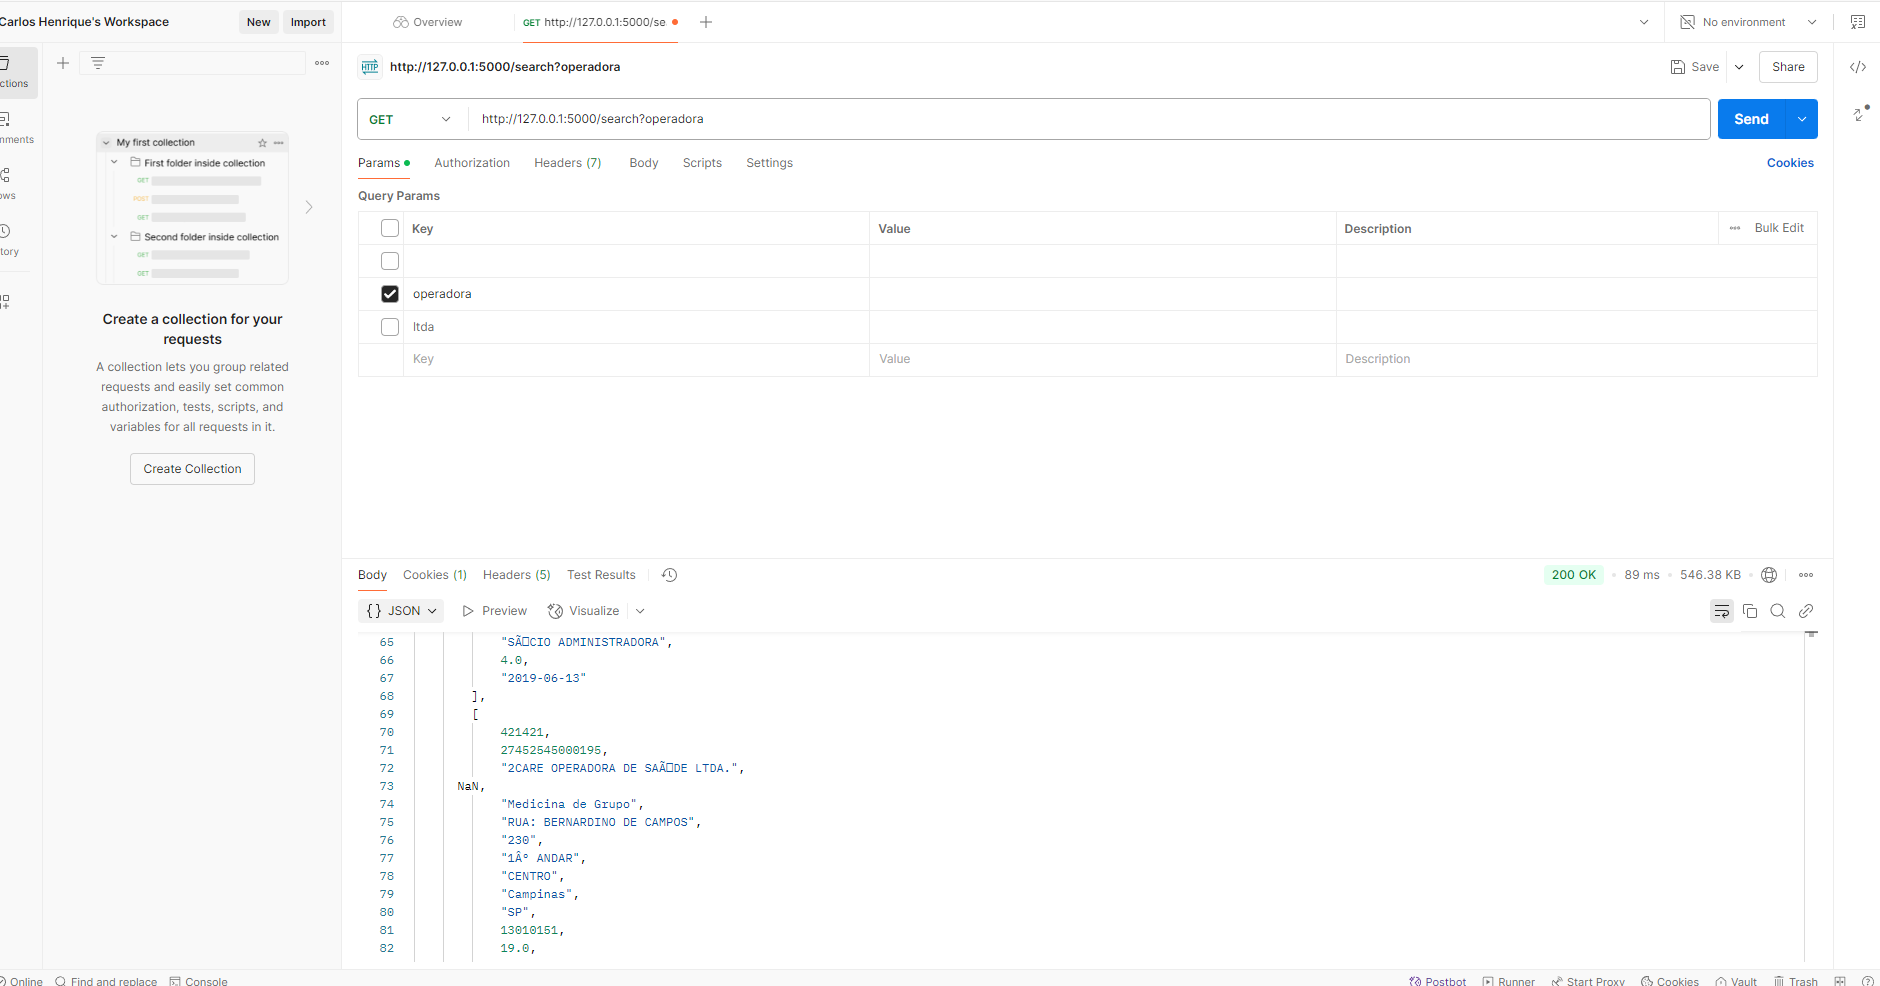 Carlos Henrique's Workspace
New
Import
Overview
GET http://127.0.0.1:5000/se
No environment
ctions
nments
ows
tory
My first collection
First folder inside collection
GET
POST
GET
Second folder inside collection
GET
GET
Create a collection for your
requests
A collection lets you group related
requests and easily set common
authorization, tests, scripts, and
variables for all requests in it.
Create Collection
HTTP http://127.0.0.1:5000/search?operadora
Save
Share
GET
http://127.0.0.1:5000/search?operadora
Send
Params
Authorization
Headers (7)
Body
Scripts
Settings
Cookies
Query Params
Key
Value
Description
Bulk Edit
operadora
ltda
Key
Value
Description
Body
Cookies (1)
Headers (5)
Test Results
200 OK
89 ms
546.38 KB
{} JSON
Preview
Visualize
65 "SÃ□CIO ADMINISTRADORA",
66 4.0,
67 "2019-06-13"
68 ],
69 [
70 421421,
71 27452545000195,
72 "2CARE OPERADORA DE SAÃ□DE LTDA.",
73 NaN,
74 "Medicina de Grupo",
75 "RUA: BERNARDINO DE CAMPOS",
76 "230",
77 "1Âº ANDAR",
78 "CENTRO",
79 "Campinas",
80 "SP",
81 13010151,
82 19.0,
Online
Find and replace
Console
Postbot
Runner
Start Proxy
Cookies
Vault
Trash